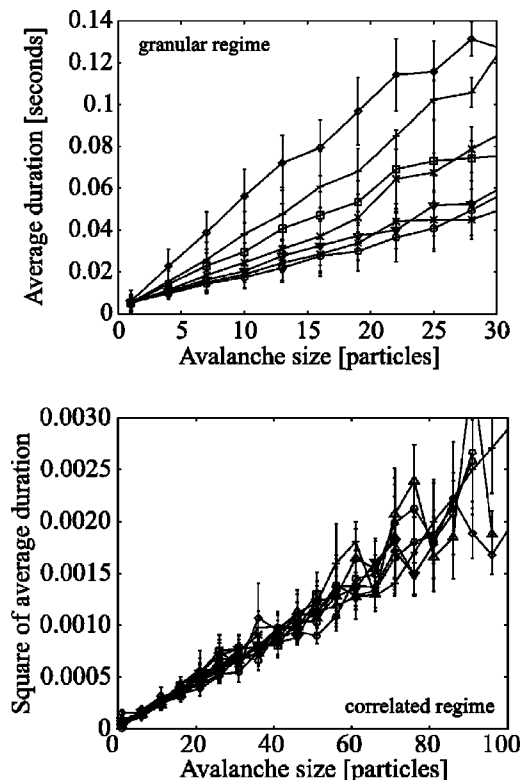 0.14
granular regime
0.12
0.1
0.08
0.06
0.04
0.02
0
Average duration [seconds]
0 5 10 15 20 25 30
Avalanche size [particles]
0.0030
0.0025
0.0020
0.0015
0.0010
0.0005
0
Square of average duration
correlated regime
0 20 40 60 80 100
Avalanche size [particles]